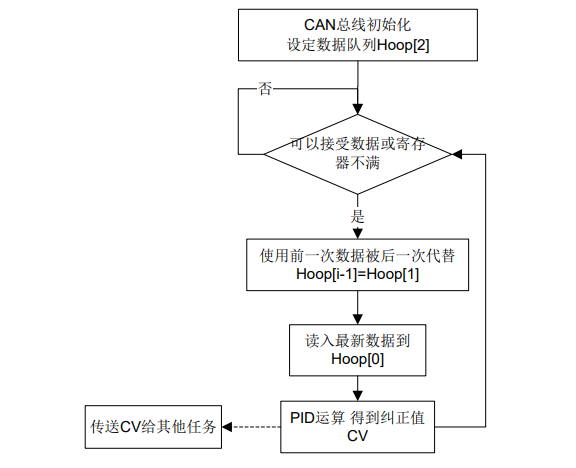 CAN总线初始化
设定数据队列Hoop[2]
否
可以接受数据或寄存
器不满
是
使用前一次数据被后一次代替
Hoop[i-1]=Hoop[1]
读入最新数据到
Hoop[0]
传送CV给其他任务
PID运算 得到纠正值
CV